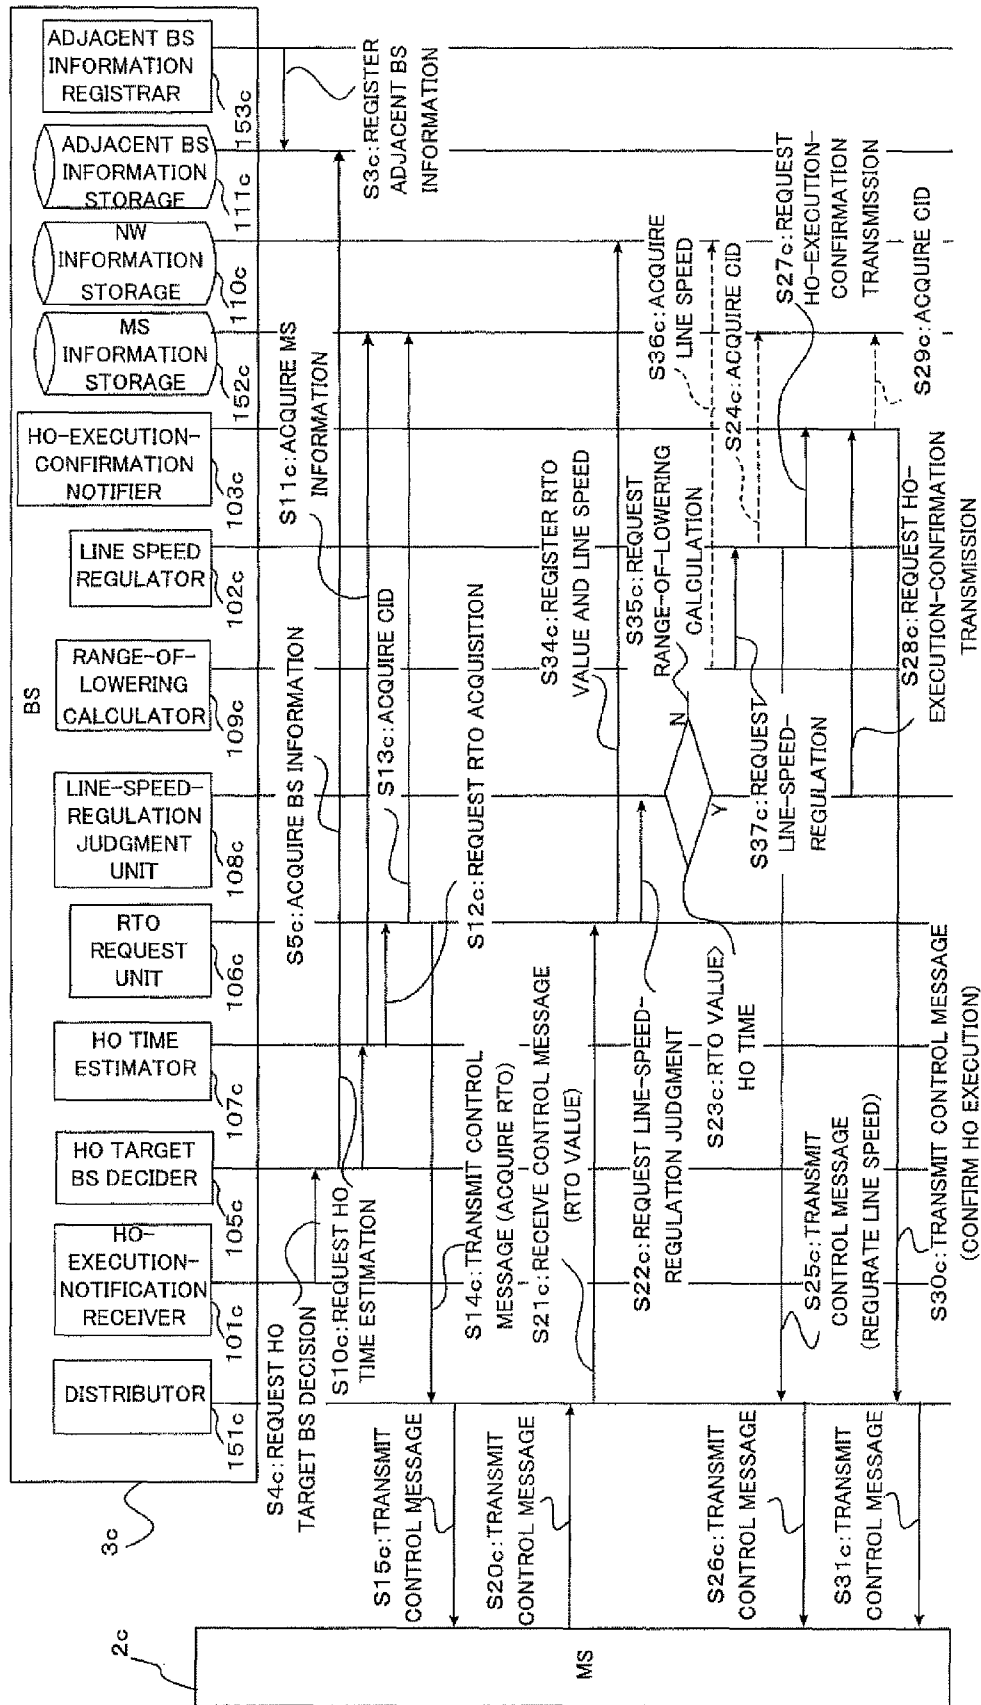 BS
3c
ADJACENT BS
INFORMATION
REGISTRAR
153c
ADJACENT BS
INFORMATION
STORAGE
111c
NW
INFORMATION
STORAGE
110c
MS
INFORMATION
STORAGE
152c
HO-EXECUTION-
CONFIRMATION
NOTIFIER
103c
LINE SPEED
REGULATOR
102c
RANGE-OF-
LOWERING
CALCULATOR
109c
LINE-SPEED-
REGULATION
JUDGMENT
UNIT
108c
RTO
REQUEST
UNIT
106c
HO TIME
ESTIMATOR
107c
HO TARGET
BS DECIDER
105c
HO-
EXECUTION-
NOTIFICATION
RECEIVER
101c
DISTRIBUTOR
151c
2c
MS
S3c:REGISTER
ADJACENT BS
INFORMATION
S4c:REQUEST HO
TARGET BS DECISION
S5c:ACQUIRE BS INFORMATION
S10c:REQUEST HO
TIME ESTIMATION
S11c:ACQUIRE MS
INFORMATION
S12c:REQUEST RTO ACQUISITION
S13c:ACQUIRE CID
S14c:TRANSMIT CONTROL
MESSAGE (ACQUIRE RTO)
S15c:TRANSMIT
CONTROL MESSAGE
S20c:TRANSMIT
CONTROL MESSAGE
S21c:RECEIVE CONTROL MESSAGE
(RTO VALUE)
S34c:REGISTER RTO
VALUE AND LINE SPEED
S22c:REQUEST LINE-SPEED-
REGULATION JUDGMENT
S23c:RTO VALUE>
HO TIME
N
Y
S35c:REQUEST
RANGE-OF-LOWERING
CALCULATION
S36c:ACQUIRE
LINE SPEED
S37c:REQUEST
LINE-SPEED-
REGULATION
S24c:ACQUIRE CID
S25c:TRANSMIT
CONTROL MESSAGE
(REGURATE LINE SPEED)
S26c:TRANSMIT
CONTROL MESSAGE
S27c:REQUEST
HO-EXECUTION-
CONFIRMATION
TRANSMISSION
S28c:REQUEST HO-
EXECUTION-CONFIRMATION
TRANSMISSION
S29c:ACQUIRE CID
S30c:TRANSMIT CONTROL MESSAGE
(CONFIRM HO EXECUTION)
S31c:TRANSMIT
CONTROL MESSAGE